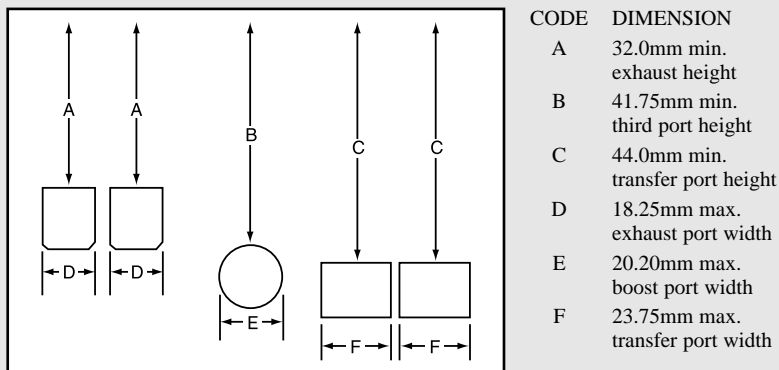 A
A
B
C
C
D
D
E
F
F
CODE DIMENSION
A 32.0mm min.
exhaust height
B 41.75mm min.
third port height
C 44.0mm min.
transfer port height
D 18.25mm max.
exhaust port width
E 20.20mm max.
boost port width
F 23.75mm max.
transfer port width